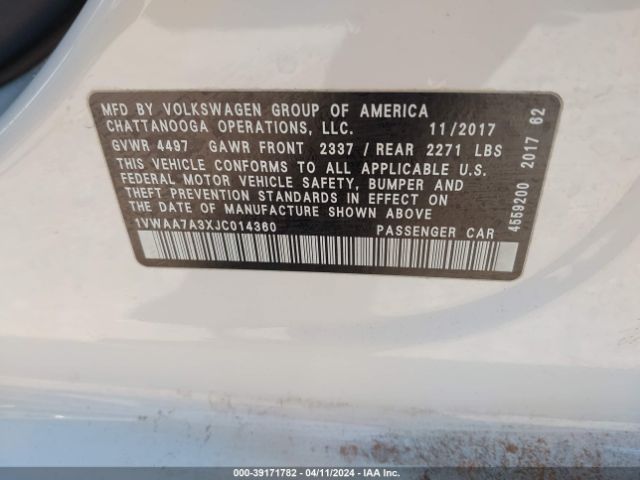 MFD BY VOLKSWAGEN GROUP OF AMERICA
CHATTANOOGA OPERATIONS, LLC. 11/2017
GVWR 4497 GAWR FRONT 2337 / REAR 2271 LBS
THIS VEHICLE CONFORMS TO ALL APPLICABLE U.S.
FEDERAL MOTOR VEHICLE SAFETY, BUMPER AND
THEFT PREVENTION STANDARDS IN EFFECT ON
THE DATE OF MANUFACTURE SHOWN ABOVE
1VWAA7A3XJC014360 PASSENGER CAR
4559200 2017 62
000-39171782 / 04/11/2024 - IAA Inc.